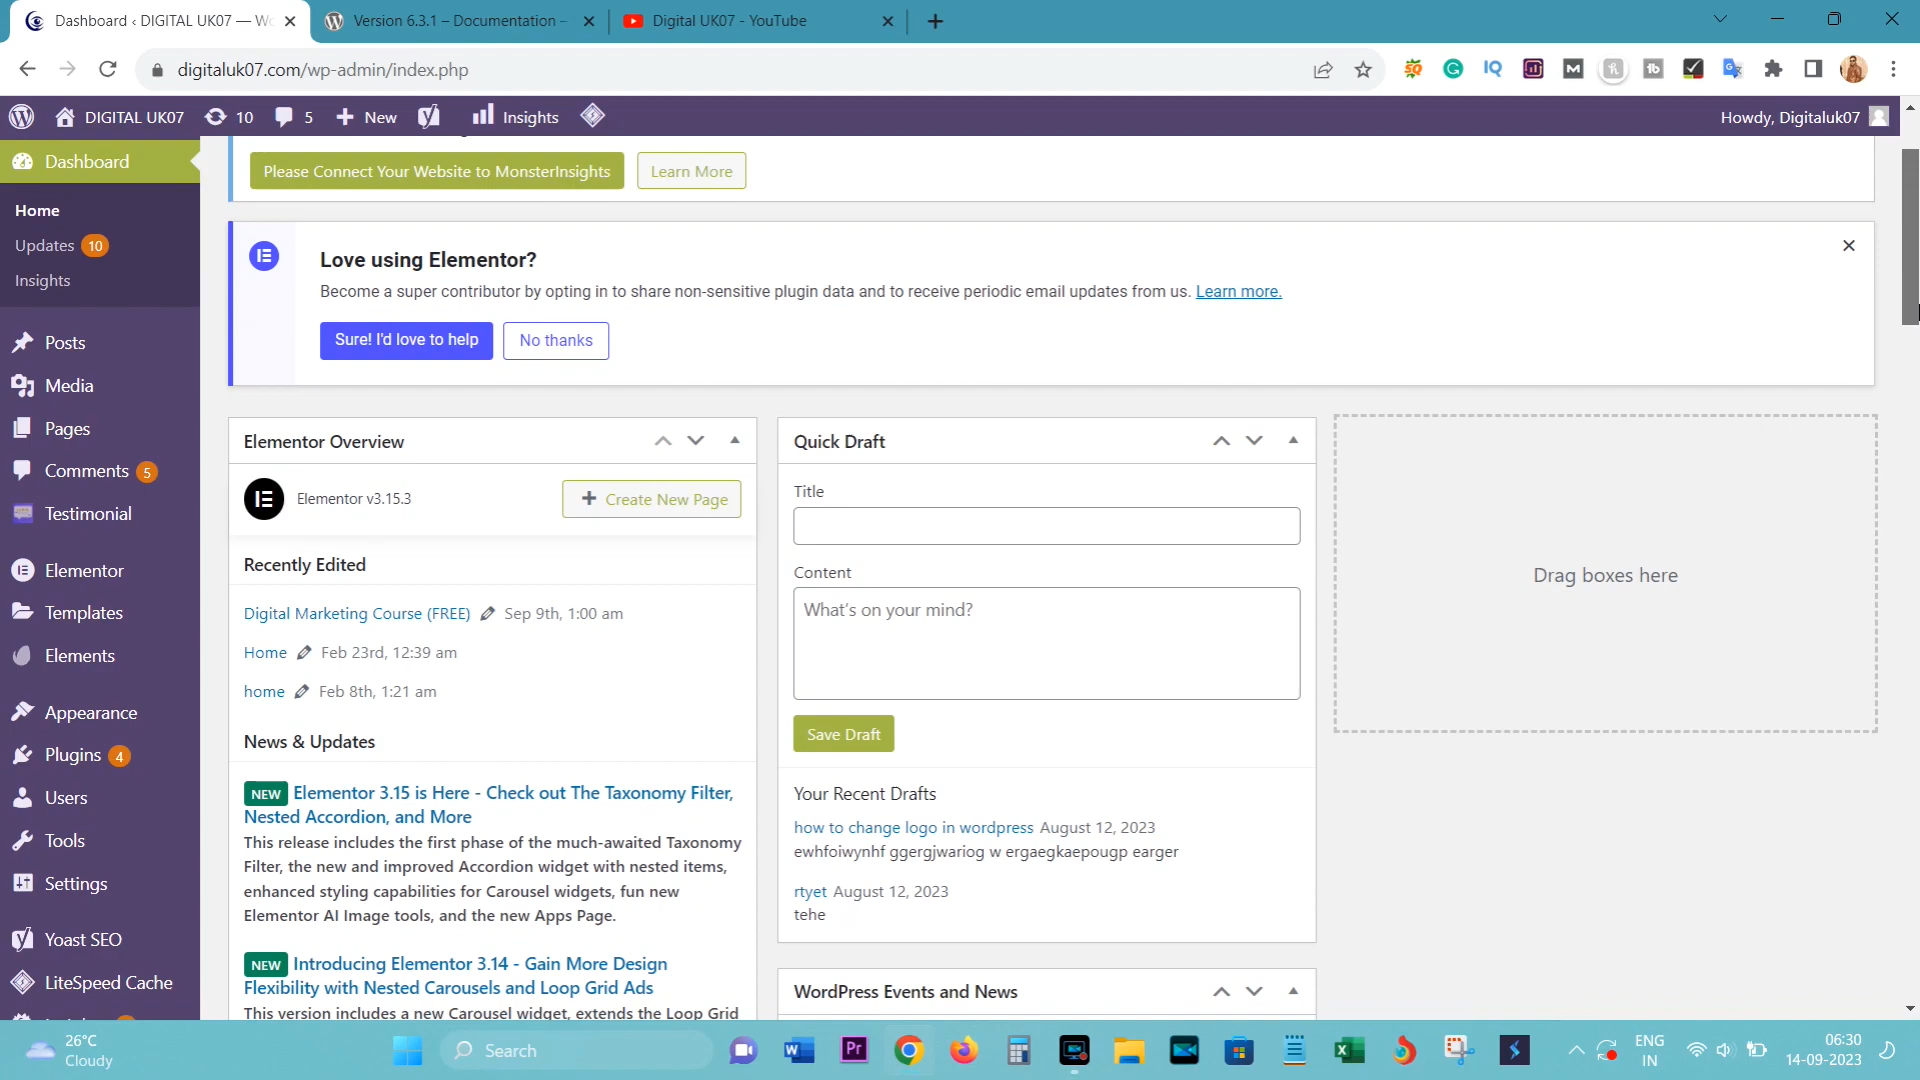 Dashboard ‹ DIGITAL UK07 — Wo
Version 6.3.1 – Documentation –
Digital UK07 - YouTube
digitaluk07.com/wp-admin/index.php
DIGITAL UK07
10
5
New
Insights
Howdy, Digitaluk07
Dashboard
Home
Updates 10
Insights
Posts
Media
Pages
Comments 5
Testimonial
Elementor
Templates
Elements
Appearance
Plugins 4
Users
Tools
Settings
Yoast SEO
LiteSpeed Cache
Please Connect Your Website to MonsterInsights
Learn More
Love using Elementor?
Become a super contributor by opting in to share non-sensitive plugin data and to receive periodic email updates from us. Learn more.
Sure! I'd love to help
No thanks
Elementor Overview
Elementor v3.15.3
Create New Page
Recently Edited
Digital Marketing Course (FREE) Sep 9th, 1:00 am
Home Feb 23rd, 12:39 am
home Feb 8th, 1:21 am
News & Updates
NEW Elementor 3.15 is Here - Check out The Taxonomy Filter,
Nested Accordion, and More
This release includes the first phase of the much-awaited Taxonomy
Filter, the new and improved Accordion widget with nested items,
enhanced styling capabilities for Carousel widgets, fun new
Elementor AI Image tools, and the new Apps Page.
NEW Introducing Elementor 3.14 - Gain More Design
Flexibility with Nested Carousels and Loop Grid Ads
This version includes a new Carousel widget, extends the Loop Grid
Quick Draft
Title
Content
What's on your mind?
Save Draft
Your Recent Drafts
how to change logo in wordpress August 12, 2023
ewhfoiwynhf ggergjwariog w ergaegkaepougp earger
rtyet August 12, 2023
tehe
WordPress Events and News
Drag boxes here
26°C
Cloudy
Search
ENG
IN
06:30
14-09-2023